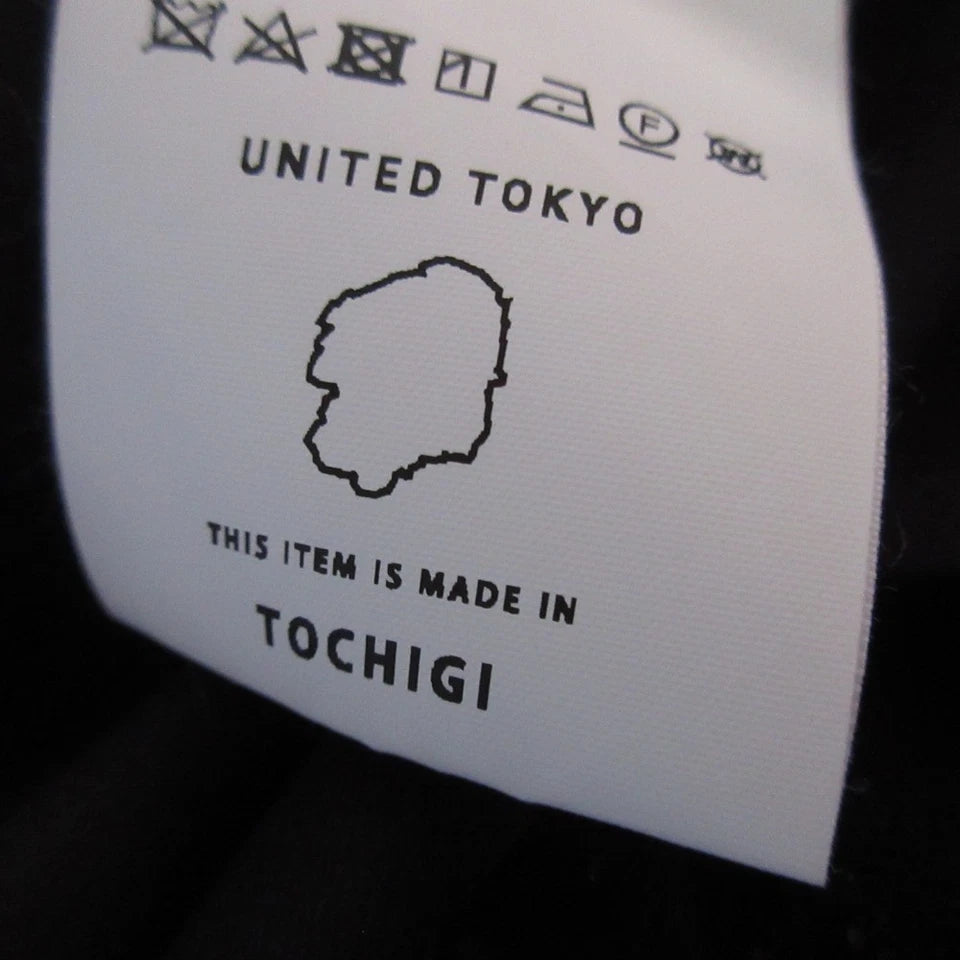 F
UNITED TOKYO
THIS ITEM IS MADE IN
TOCHIGI